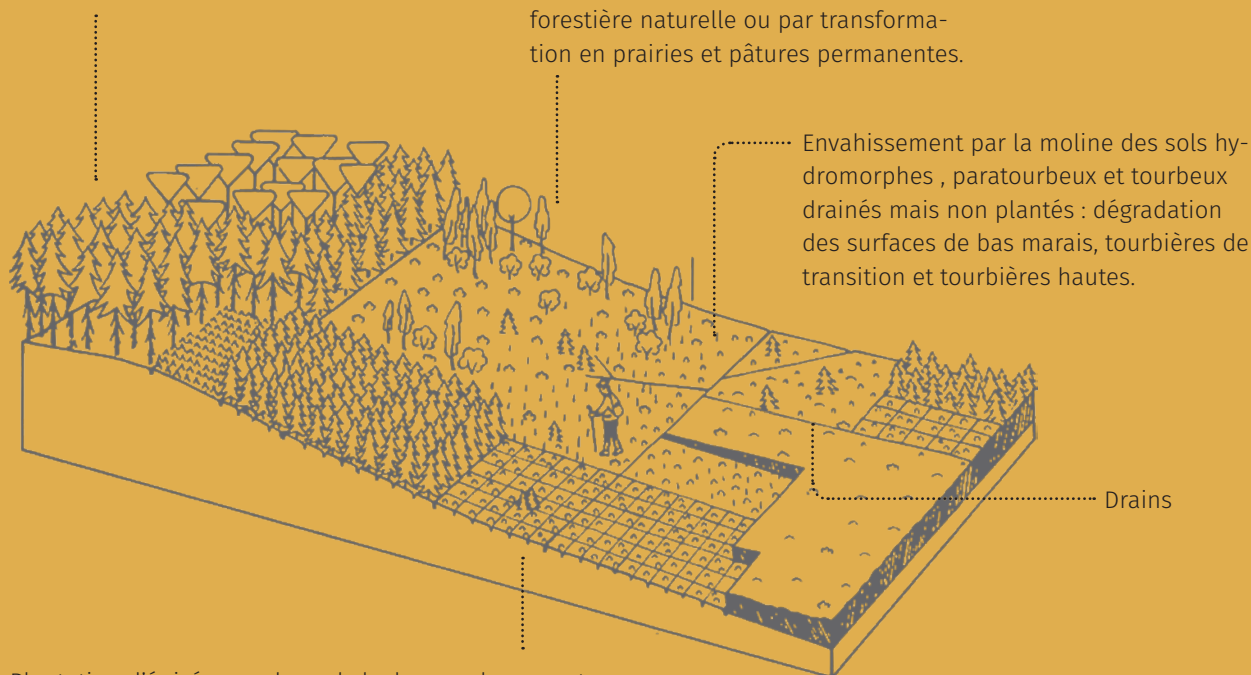 forestière naturelle ou par transforma-
tion en prairies et pâtures permanentes.
Envahissement par la moline des sols hy-
dromorphes , paratourbeux et tourbeux
drainés mais non plantés : dégradation
des surfaces de bas marais, tourbières de
transition et tourbières hautes.
Drains